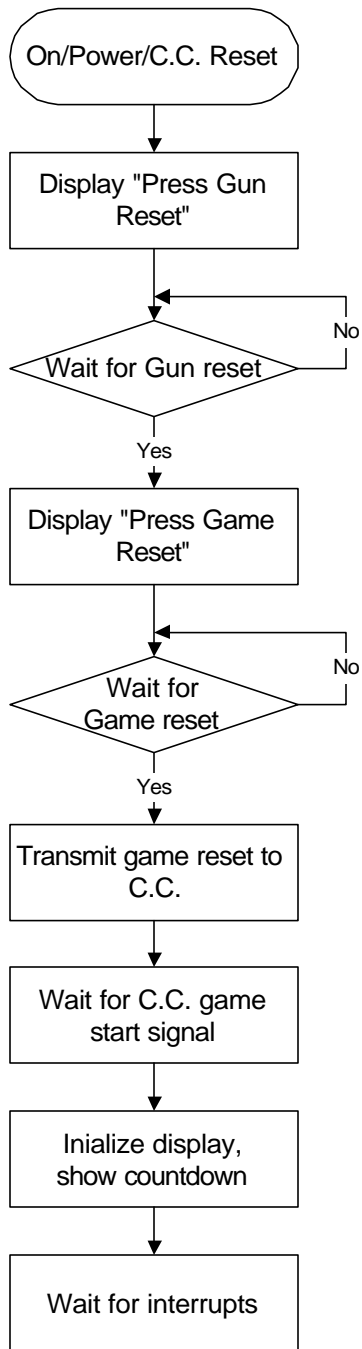 On/Power/C.C. Reset
Display "Press Gun
Reset"
No
Wait for Gun reset
Yes
Display "Press Game
Reset"
No
Wait for
Game reset
Yes
Transmit game reset to
C.C.
Wait for C.C. game
start signal
Inialize display,
show countdown
Wait for interrupts